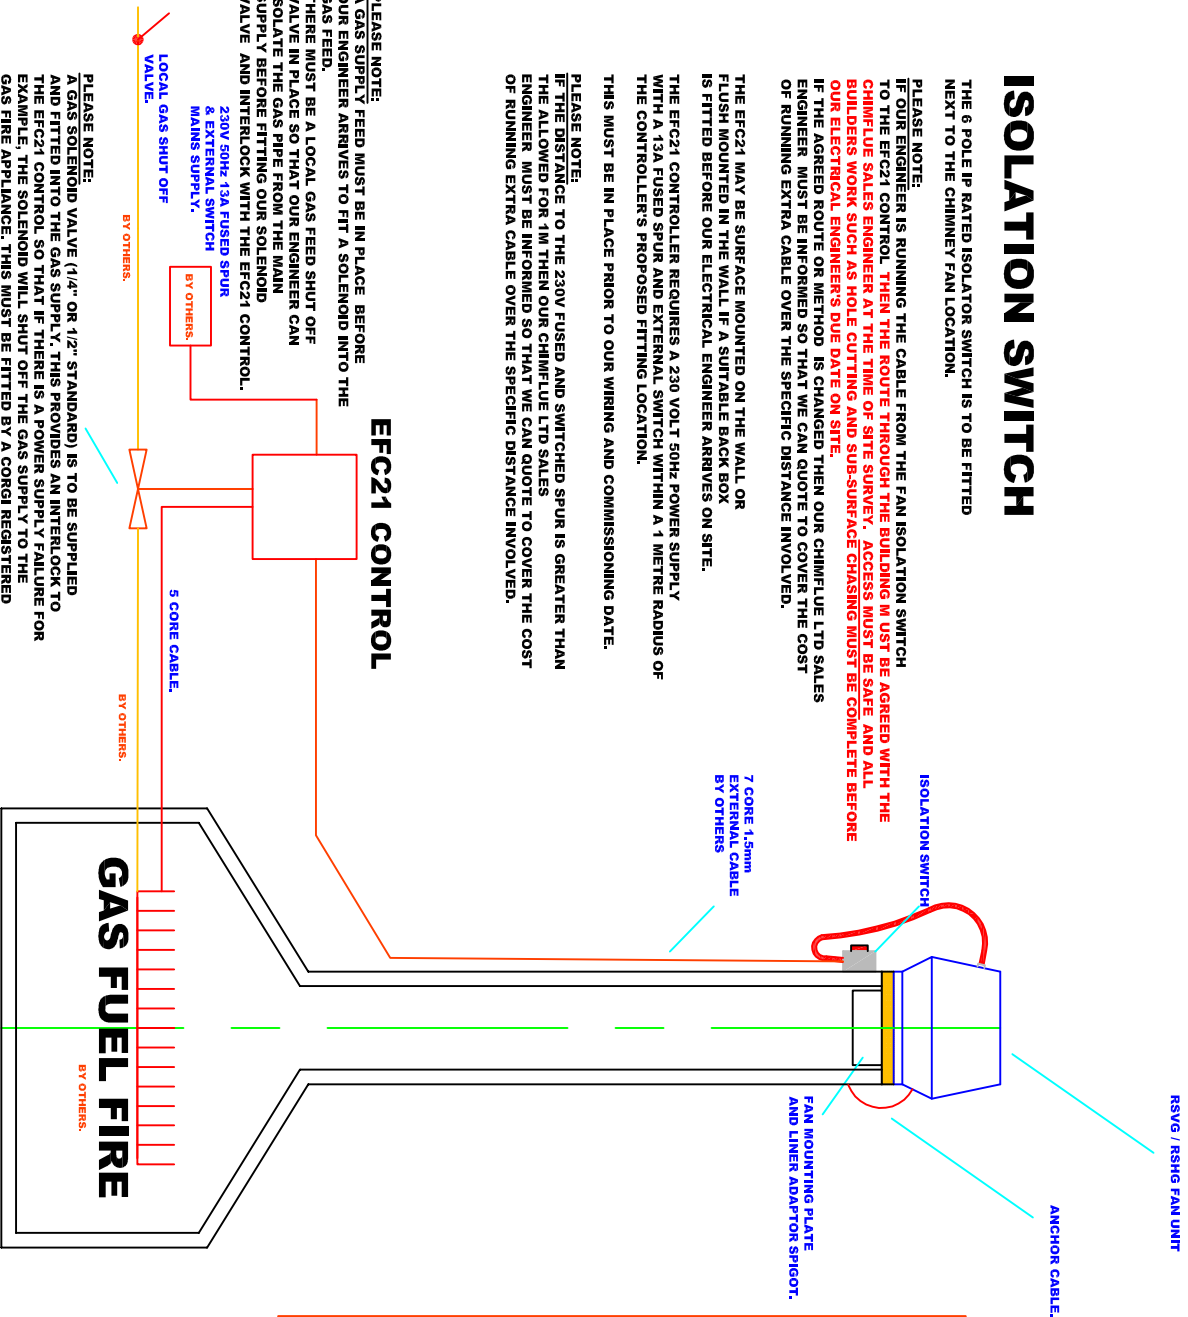 ISOLATION SWITCH
THE 6 POLE IP RATED ISOLATOR SWITCH IS TO BE FITTED
NEXT TO THE CHIMNEY FAN LOCATION.
PLEASE NOTE:
IF OUR ENGINEER IS RUNNING THE CABLE FROM THE FAN ISOLATION SWITCH
TO THE EFC21 CONTROL THEN THE ROUTE THROUGH THE BUILDING M UST BE AGREED WITH THE
CHIMFLUE SALES ENGINEER AT THE TIME OF SITE SURVEY. ACCESS MUST BE SAFE AND ALL
BUILDERS WORK SUCH AS HOLE CUTTING AND SUB-SURFACE CHASING MUST BE COMPLETE BEFORE
OUR ELECTRICAL ENGINEER'S DUE DATE ON SITE.
IF THE AGREED ROUTE OR METHOD IS CHANGED THEN OUR CHIMFLUE LTD SALES
ENGINEER MUST BE INFORMED SO THAT WE CAN QUOTE TO COVER THE COST
OF RUNNING EXTRA CABLE OVER THE SPECIFIC DISTANCE INVOLVED.
THE EFC21 MAY BE SURFACE MOUNTED ON THE WALL OR
FLUSH MOUNTED IN THE WALL IF A SUITABLE BACK BOX
IS FITTED BEFORE OUR ELECTRICAL ENGINEER ARRIVES ON SITE.
THE EFC21 CONTROLLER REQUIRES A 230 VOLT 50Hz POWER SUPPLY
WITH A 13A FUSED SPUR AND EXTERNAL SWITCH WITHIN A 1 METRE RADIUS OF
THE CONTROLLER'S PROPOSED FITTING LOCATION.
THIS MUST BE IN PLACE PRIOR TO OUR WIRING AND COMMISSIONING DATE.
PLEASE NOTE:
IF THE DISTANCE TO THE 230V FUSED AND SWITCHED SPUR IS GREATER THAN
THE ALLOWED FOR 1M THEN OUR CHIMFLUE LTD SALES
ENGINEER MUST BE INFORMED SO THAT WE CAN QUOTE TO COVER THE COST
OF RUNNING EXTRA CABLE OVER THE SPECIFIC DISTANCE INVOLVED.
EFC21 CONTROL
PLEASE NOTE:
A GAS SUPPLY FEED MUST BE IN PLACE BEFORE
OUR ENGINEER ARRIVES TO FIT A SOLENOID INTO THE
GAS FEED.
THERE MUST BE A LOCAL GAS FEED SHUT OFF
VALVE IN PLACE SO THAT OUR ENGINEER CAN
ISOLATE THE GAS PIPE FROM THE MAIN
SUPPLY BEFORE FITTING OUR SOLENOID
VALVE AND INTERLOCK WITH THE EFC21 CONTROL.
230V 50Hz 13A FUSED SPUR
& EXTERNAL SWITCH
MAINS SUPPLY.
BY OTHERS.
LOCAL GAS SHUT OFF
VALVE.
BY OTHERS.
5 CORE CABLE.
BY OTHERS.
PLEASE NOTE:
A GAS SOLENOID VALVE (1/4" OR 1/2" STANDARD) IS TO BE SUPPLIED
AND FITTED INTO THE GAS SUPPLY. THIS PROVIDES AN INTERLOCK TO
THE EFC21 CONTROL SO THAT IF THERE IS A POWER SUPPLY FAILURE FOR
EXAMPLE, THE SOLENOID WILL SHUT OFF THE GAS SUPPLY TO THE
GAS FIRE APPLIANCE. THIS MUST BE FITTED BY A CORGI REGISTERED
RSVG / RSHG FAN UNIT
ANCHOR CABLE.
ISOLATION SWITCH
FAN MOUNTING PLATE
AND LINER ADAPTOR SPIGOT.
7 CORE 1.5mm
EXTERNAL CABLE
BY OTHERS
GAS FUEL FIRE
BY OTHERS.